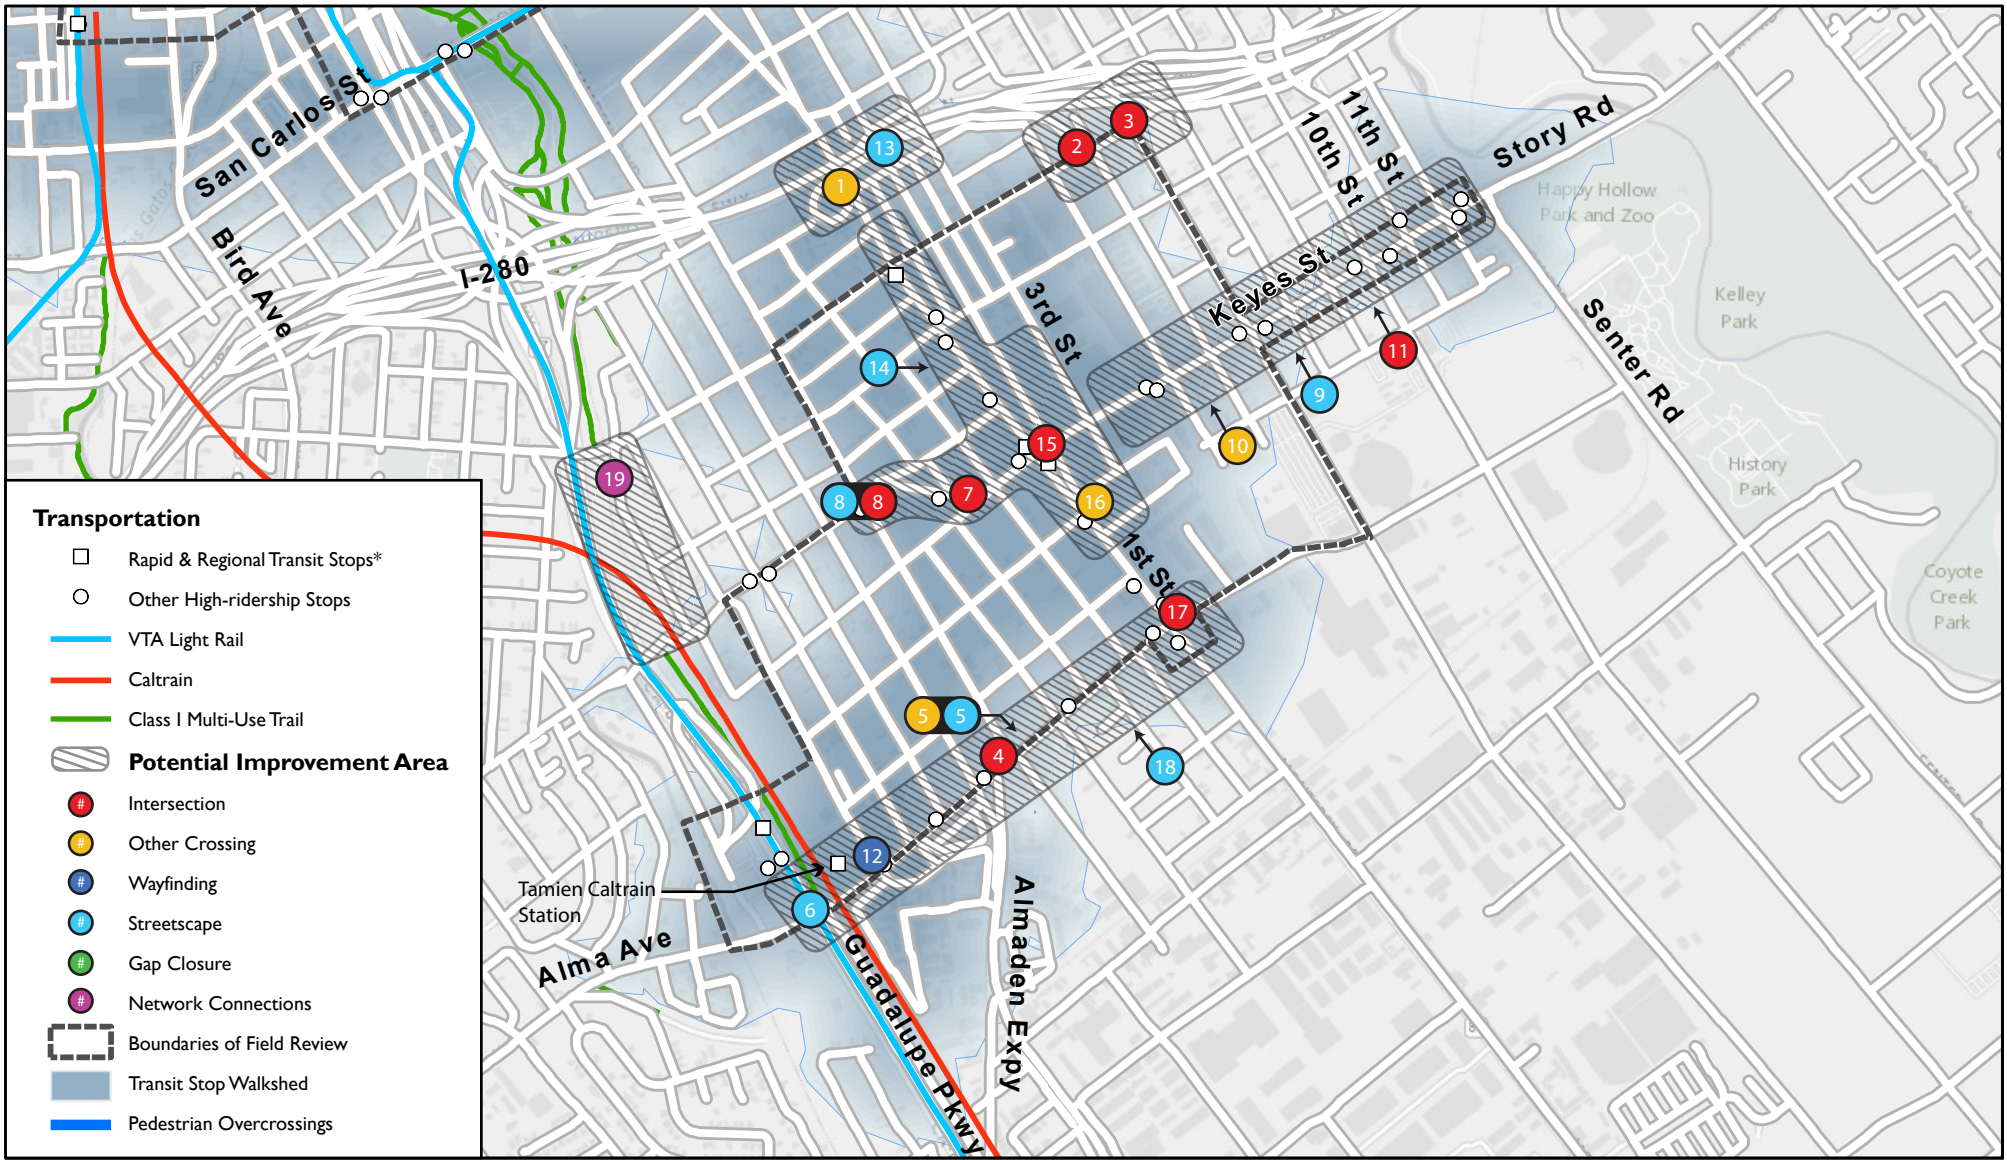 San Carlos St
Bird Ave
I-280
3rd St
10th St
11th St
Story Rd
Keyes St
Senter Rd
1st St
Happy Hollow
Park and Zoo
Kelley
Park
History
Park
Coyote
Creek
Park
13
1
2
3
14
15
16
7
8
8
9
10
11
19
17
5
5
4
18
12
6
Tamien Caltrain
Station
Alma Ave
Guadalupe Pkwy
Almaden Expy
Transportation
Rapid & Regional Transit Stops*
Other High-ridership Stops
VTA Light Rail
Caltrain
Class I Multi-Use Trail
Potential Improvement Area
# Intersection
# Other Crossing
# Wayfinding
# Streetscape
# Gap Closure
# Network Connections
Boundaries of Field Review
Transit Stop Walkshed
Pedestrian Overcrossings